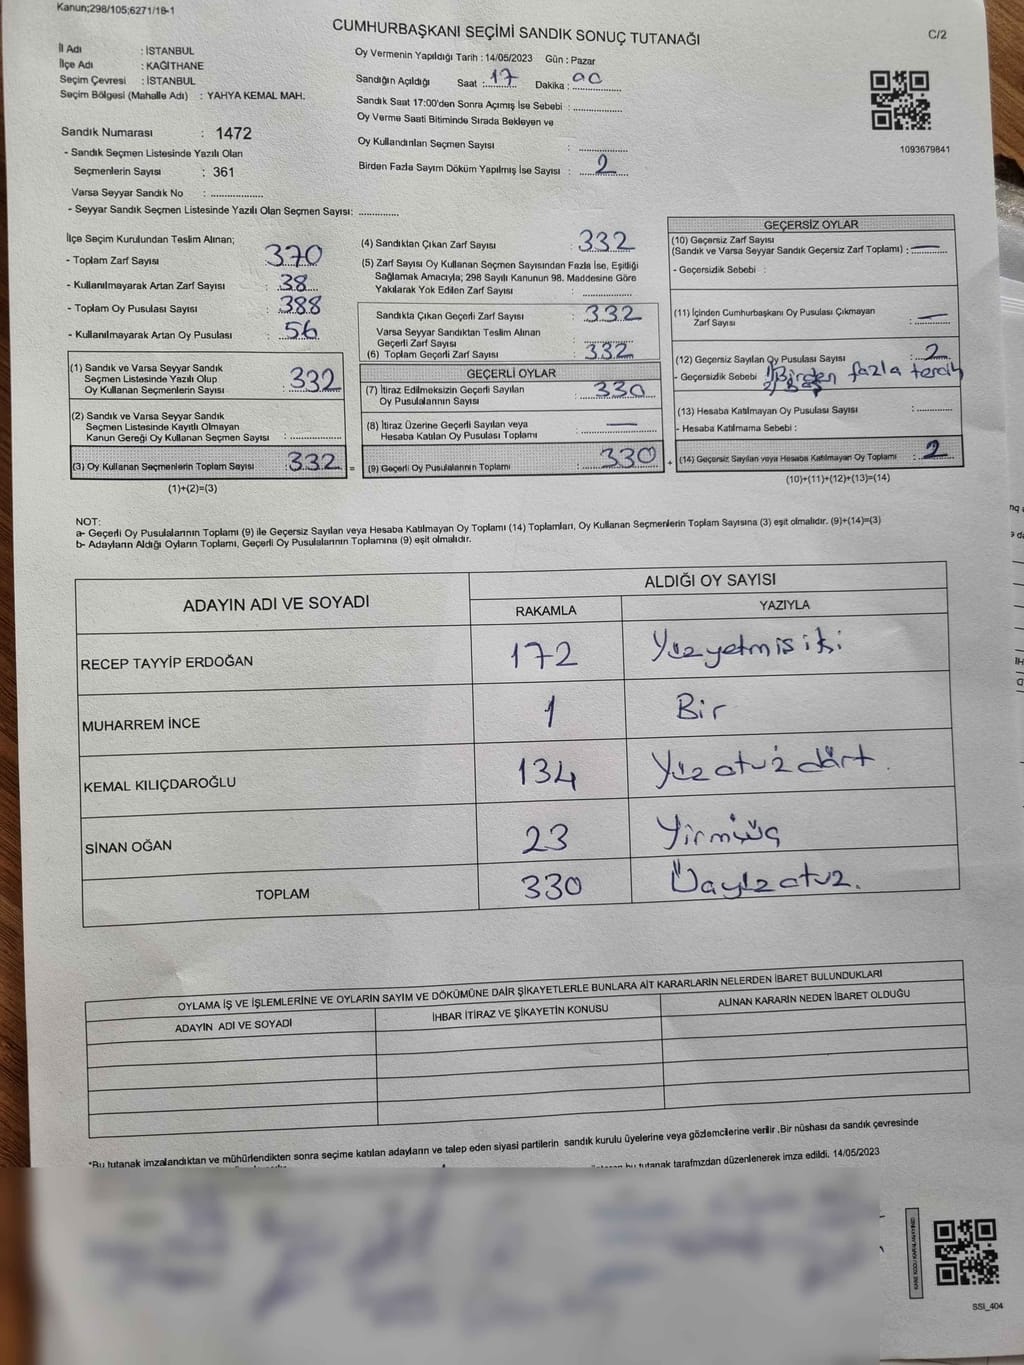 Kanun;298/105;6271/18-1
CUMHURBAŞKANI SEÇİMİ SANDIK SONUÇ TUTANAĞI
C/2
İl Adı : İSTANBUL
İlçe Adı : KAĞITHANE
Seçim Çevresi : İSTANBUL
Seçim Bölgesi (Mahalle Adı) : YAHYA KEMAL MAH.
Oy Vermenin Yapıldığı Tarih : 14/05/2023 Gün : Pazar
Sandığın Açıldığı Saat : 17 Dakika : 00
Sandık Saat 17:00'den Sonra Açımış İse Sebebi : ..............
Oy Verme Saati Bitiminde Sırada Bekleyen ve
Oy Kullandırılan Seçmen Sayısı : ..............
Birden Fazla Sayım Döküm Yapılmış İse Sayısı : 2
1093679841
Sandık Numarası : 1472
- Sandık Seçmen Listesinde Yazılı Olan
Seçmenlerin Sayısı : 361
Varsa Seyyar Sandık No : ..............
- Seyyar Sandık Seçmen Listesinde Yazılı Olan Seçmen Sayısı: ...........
İlçe Seçim Kurulundan Teslim Alınan;
- Toplam Zarf Sayısı : 370
- Kullanılmayarak Artan Zarf Sayısı : 38
- Toplam Oy Pusulası Sayısı : 388
- Kullanılmayarak Artan Oy Pusulası : 56
(1) Sandık ve Varsa Seyyar Sandık
Seçmen Listesinde Yazılı Olup
Oy Kullanan Seçmenlerin Sayısı : 332
(2) Sandık ve Varsa Seyyar Sandık
Seçmen Listesinde Kayıtlı Olmayan
Kanun Gereği Oy Kullanan Seçmen Sayısı : ..............
(3) Oy Kullanan Seçmenlerin Toplam Sayısı : 332 =
(1)+(2)=(3)
(4) Sandıktan Çıkan Zarf Sayısı : 332
(5) Zarf Sayısı Oy Kullanan Seçmen Sayısından Fazla İse, Eşitliği
Sağlamak Amacıyla; 298 Sayılı Kanunun 98. Maddesine Göre
Yakılarak Yok Edilen Zarf Sayısı : ..............
Sandıkta Çıkan Geçerli Zarf Sayısı : 332
Varsa Seyyar Sandıktan Teslim Alınan
Geçerli Zarf Sayısı : ..............
(6) Toplam Geçerli Zarf Sayısı : 332
GEÇERLİ OYLAR
(7) İtiraz Edilmeksizin Geçerli Sayılan
Oy Pusulalarının Sayısı : 330
(8) İtiraz Üzerine Geçerli Sayılan veya
Hesaba Katılan Oy Pusulası Toplamı : —
(9) Geçerli Oy Pusulalarının Toplamı : 330 +
GEÇERSİZ OYLAR
(10) Geçersiz Zarf Sayısı
(Sandık ve Varsa Seyyar Sandık Geçersiz Zarf Toplamı) : —
- Geçersizlik Sebebi :
(11) İçinden Cumhurbaşkanı Oy Pusulası Çıkmayan
Zarf Sayısı : —
(12) Geçersiz Sayılan Oy Pusulası Sayısı : 2
- Geçersizlik Sebebi : 1) Birden fazla tercih
2) Boş
(13) Hesaba Katılmayan Oy Pusulası Sayısı : ...........
- Hesaba Katılmama Sebebi :
(14) Geçersiz Sayılan veya Hesaba Katılmayan Oy Toplamı : 2
(10)+(11)+(12)+(13)=(14)
NOT:
a- Geçerli Oy Pusulalarının Toplamı (9) ile Geçersiz Sayılan veya Hesaba Katılmayan Oy Toplamı (14) Toplamları, Oy Kullanan Seçmenlerin Toplam Sayısına (3) eşit olmalıdır. (9)+(14)=(3)
b- Adayların Aldığı Oyların Toplamı, Geçerli Oy Pusulalarının Toplamına (9) eşit olmalıdır.
ADAYIN ADI VE SOYADI
ALDIĞI OY SAYISI
RAKAMLA YAZIYLA
RECEP TAYYİP ERDOĞAN 172 Yüzyetmişiki
MUHARREM İNCE 1 Bir
KEMAL KILIÇDAROĞLU 134 Yüzotuzdört.
SİNAN OĞAN 23 Yirmiüç
TOPLAM 330 Üçyüzotuz.
OYLAMA İŞ VE İŞLEMLERİNE VE OYLARIN SAYIM VE DÖKÜMÜNE DAİR ŞİKAYETLERLE BUNLARA AİT KARARLARIN NELERDEN İBARET BULUNDUKLARI
ADAYIN ADI VE SOYADI İHBAR İTİRAZ VE ŞİKAYETİN KONUSU ALINAN KARARIN NEDEN İBARET OLDUĞU
*Bu tutanak imzalandıktan ve mühürlendikten sonra seçime katılan adayların ve talep eden siyasi partilerin sandık kurulu üyelerine veya gözlemcilerine verilir.Bir nüshası da sandık çevresinde
bu tutanak tarafımzdan düzenlenerek imza edildi. 14/05/2023
SSI_404